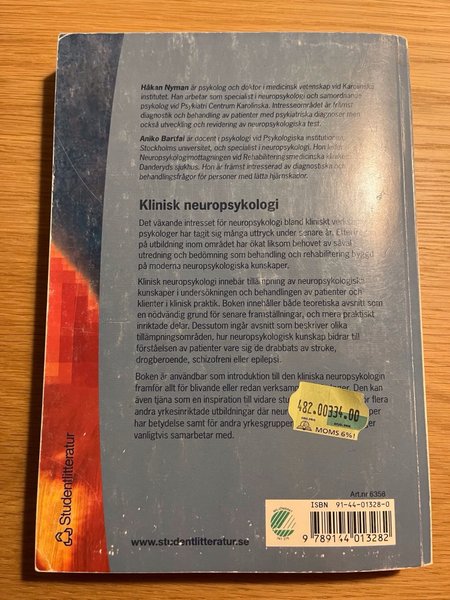 Håkan Nyman är psykolog och doktor i medicinsk vetenskap vid Karolinska
institutet. Han arbetar som specialist i neuropsykologi och samordnande
psykolog vid Psykiatri Centrum Karolinska. Intresseområdet är främst
diagnostik och behandling av patienter med psykiatriska diagnoser men
också utveckling och revidering av neuropsykologiska test.
Aniko Bartfai är docent i psykologi vid Psykologiska institutionen
Stockholms universitet, och specialist i neuropsykologi. Hon leder
Neuropsykologimottagningen vid Rehabiliteringsmedicinska kliniken
Danderyds sjukhus. Hon är främst intresserad av diagnostiska och
behandlingsfrågor för personer med lätta hjärnskador.
Klinisk neuropsykologi
Det växande intresset för neuropsykologi bland kliniskt verksamma
psykologer har tagit sig många uttryck under senare år. Efterfrågan
på utbildning inom området har ökat liksom behovet av såväl
utredning och bedömning som behandling och rehabilitering byggd
på moderna neuropsykologiska kunskaper.
Klinisk neuropsykologi innebär tillämpning av neuropsykologiska
kunskaper i undersökningen och behandlingen av patienter och
klienter i klinisk praktik. Boken innehåller både teoretiska avsnitt som
en nödvändig grund för senare framställningar, och mera praktiskt
inriktade delar. Dessutom ingår avsnitt som beskriver olika
tillämpningsområden, hur neuropsykologisk kunskap bidrar till
förståelsen av patienter vare sig de drabbats av stroke,
drogberoende, schizofreni eller epilepsi.
Boken är användbar som introduktion till den kliniska neuropsykologin
framför allt för blivande eller redan verksamma
även tjäna som en inspiration till vidare för flera
andra yrkesinriktade utbildningar där
har betydelse samt för andra yrkesgrupper
vanligtvis samarbetar med.
482.00 334.00
MOMS 6%!
Studentlitteratur
www.studentlitteratur.se
Art.nr 6356
ISBN 91-44-01328-0
9 789144 013282